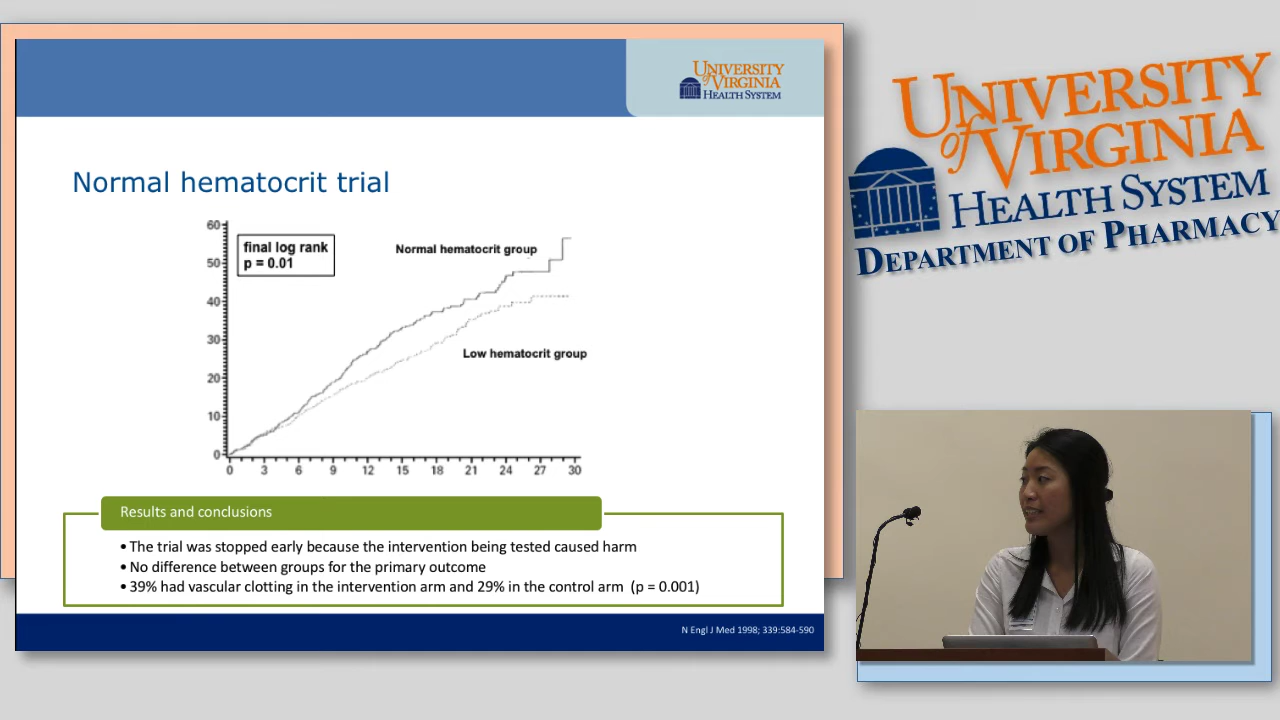 UNIVERSITY
of VIRGINIA
HEALTH SYSTEM
Normal hematocrit trial
60
50
40
30
20
10
0
final log rank
p = 0.01
Normal hematocrit group
Low hematocrit group
0 3 6 9 12 15 18 21 24 27 30
Results and conclusions
• The trial was stopped early because the intervention being tested caused harm
• No difference between groups for the primary outcome
• 39% had vascular clotting in the intervention arm and 29% in the control arm (p = 0.001)
N Engl J Med 1998; 339:584-590
UNIVERSITY
of VIRGINIA
HEALTH SYSTEM
DEPARTMENT OF PHARMACY